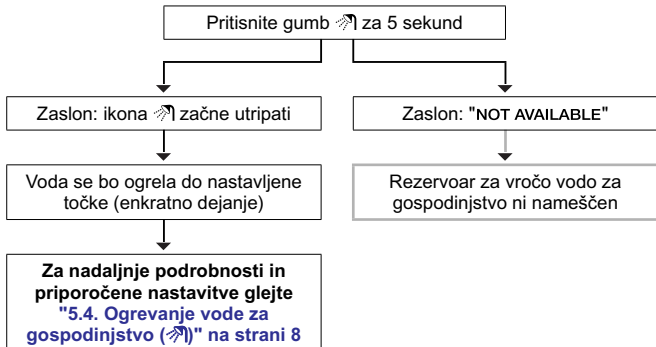 Pritisnite gumb za 5 sekund
Zaslon: ikona začne utripati
Zaslon: "NOT AVAILABLE"
Voda se bo ogrela do nastavljene
točke (enkratno dejanje)
Rezervoar za vročo vodo za
gospodinjstvo ni nameščen
Za nadaljnje podrobnosti in
priporočene nastavitve glejte
"5.4. Ogrevanje vode za
gospodinjstvo ()" na strani 8